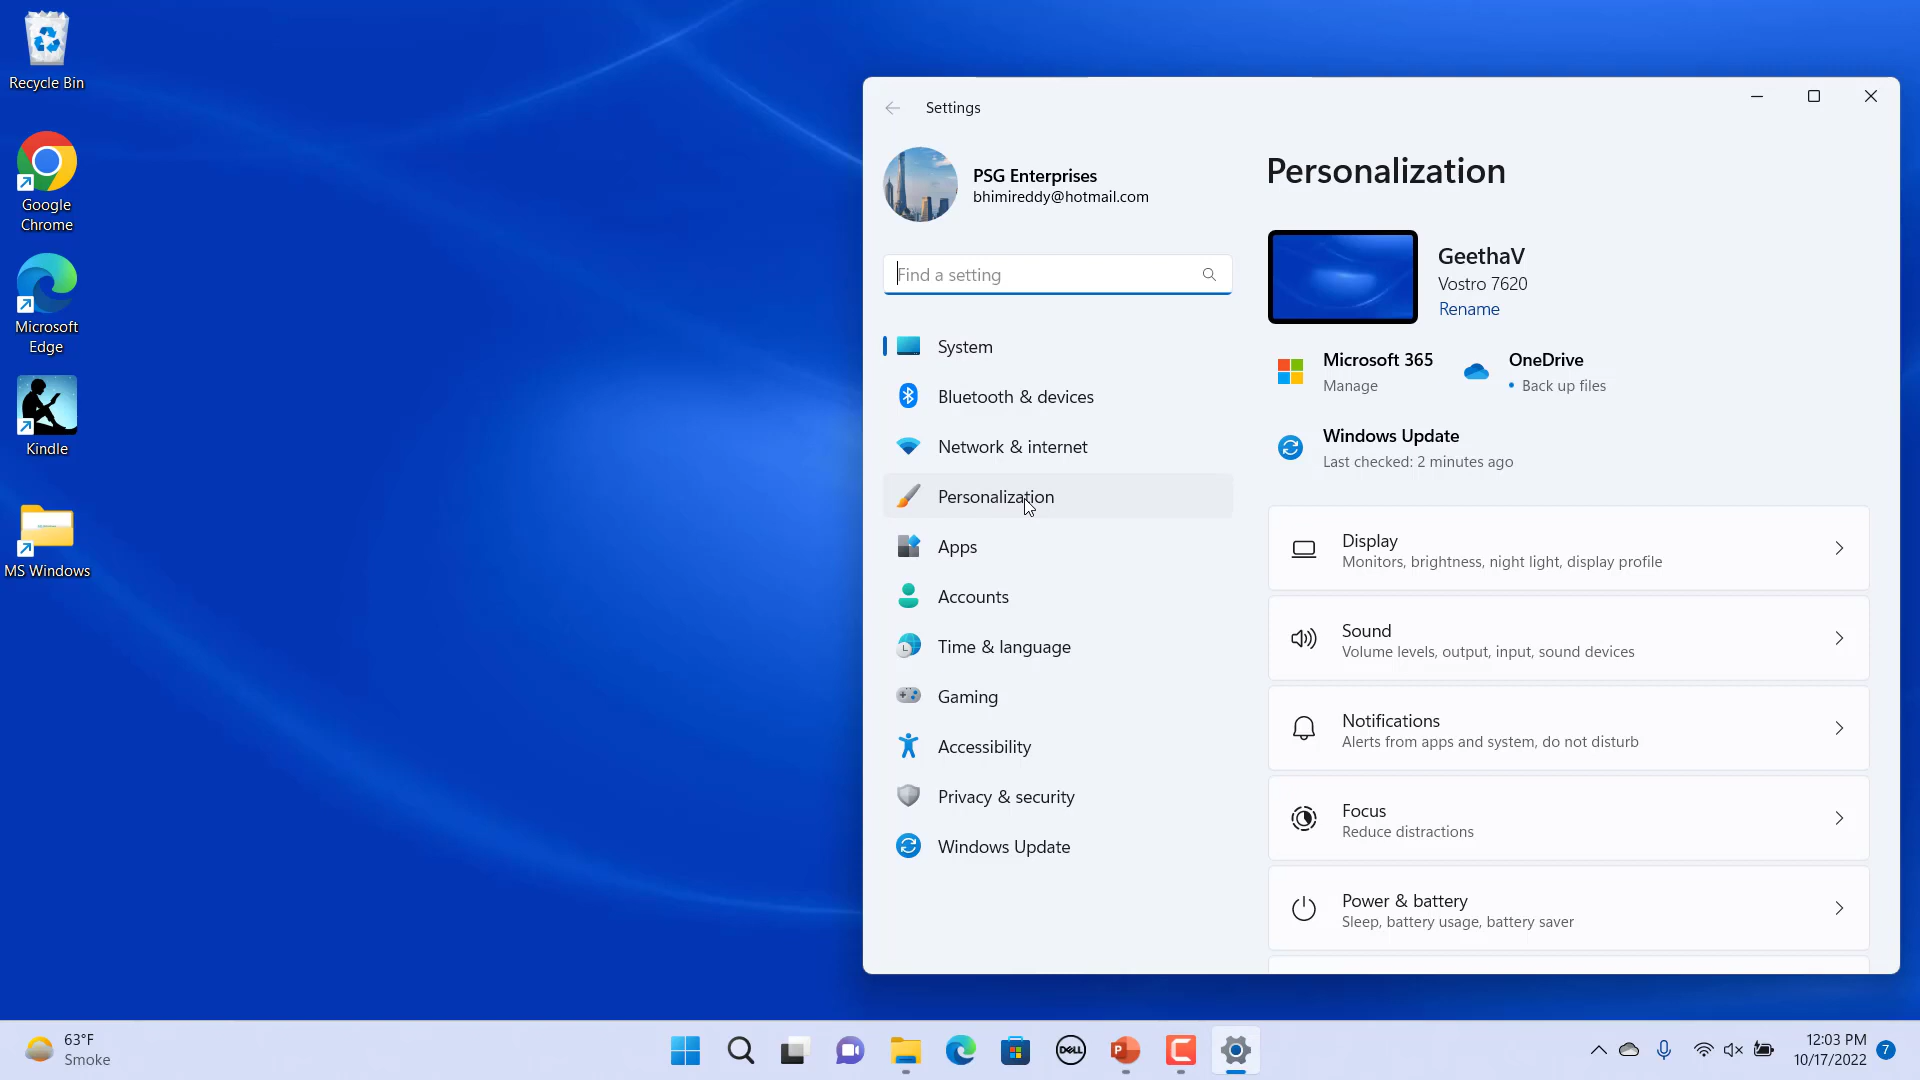 Recycle Bin
Google
Chrome
Microsoft
Edge
Kindle
MS Windows
Settings
PSG Enterprises
bhimireddy@hotmail.com
Find a setting
System
Bluetooth & devices
Network & internet
Personalization
Apps
Accounts
Time & language
Gaming
Accessibility
Privacy & security
Windows Update
Personalization
GeethaV
Vostro 7620
Rename
Microsoft 365
Manage
OneDrive
• Back up files
Windows Update
Last checked: 2 minutes ago
Display
Monitors, brightness, night light, display profile
Sound
Volume levels, output, input, sound devices
Notifications
Alerts from apps and system, do not disturb
Focus
Reduce distractions
Power & battery
Sleep, battery usage, battery saver
63°F
Smoke
DELL
P
12:03 PM
10/17/2022
7